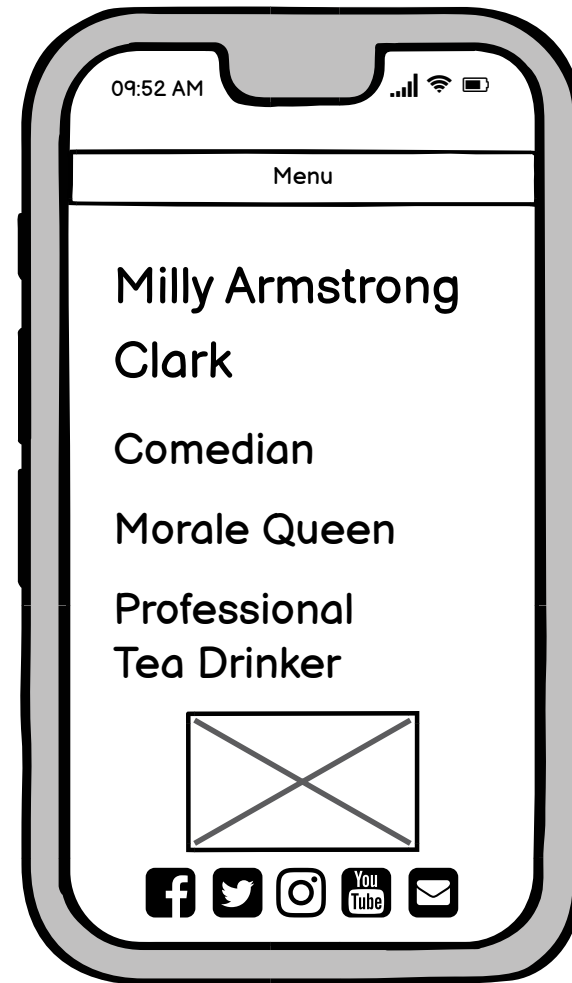 09:52 AM
Menu
Milly Armstrong
Clark
Comedian
Morale Queen
Professional
Tea Drinker
You
Tube